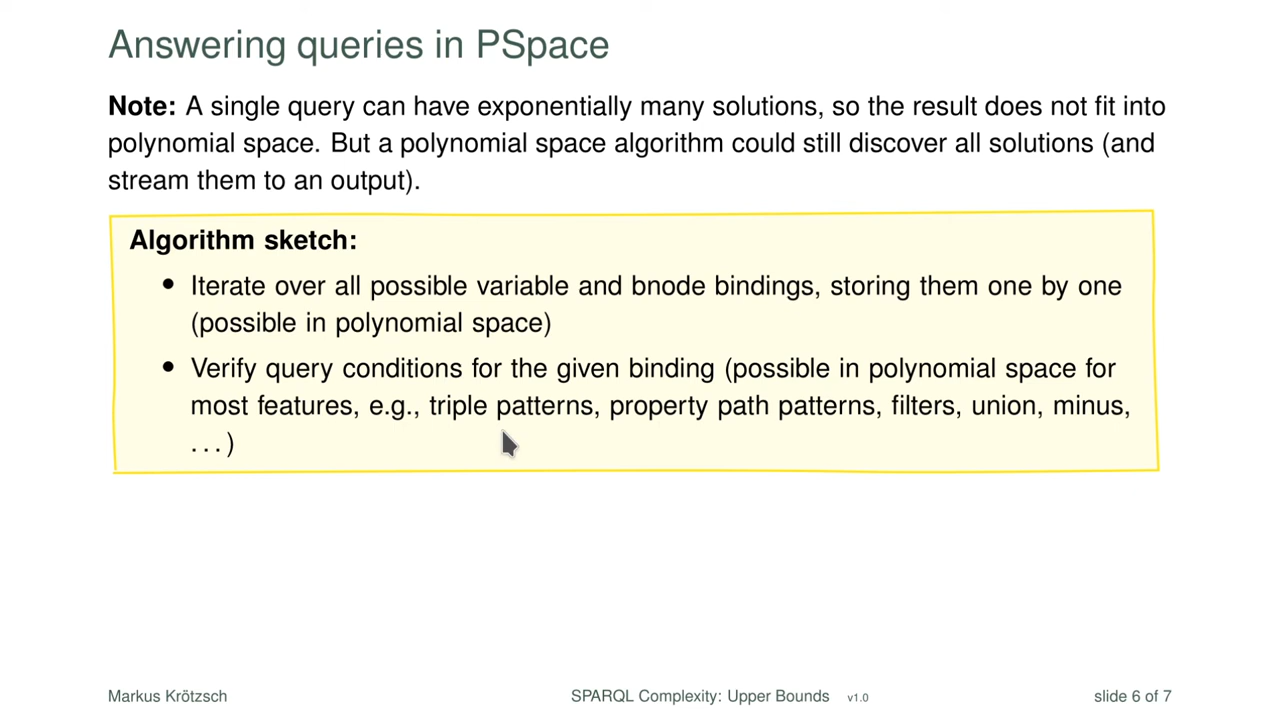 Answering queries in PSpace
Note: A single query can have exponentially many solutions, so the result does not fit into
polynomial space. But a polynomial space algorithm could still discover all solutions (and
stream them to an output).
Algorithm sketch:
• Iterate over all possible variable and bnode bindings, storing them one by one
(possible in polynomial space)
• Verify query conditions for the given binding (possible in polynomial space for
most features, e.g., triple patterns, property path patterns, filters, union, minus,
...)
Markus Krötzsch
SPARQL Complexity: Upper Bounds v1.0
slide 6 of 7